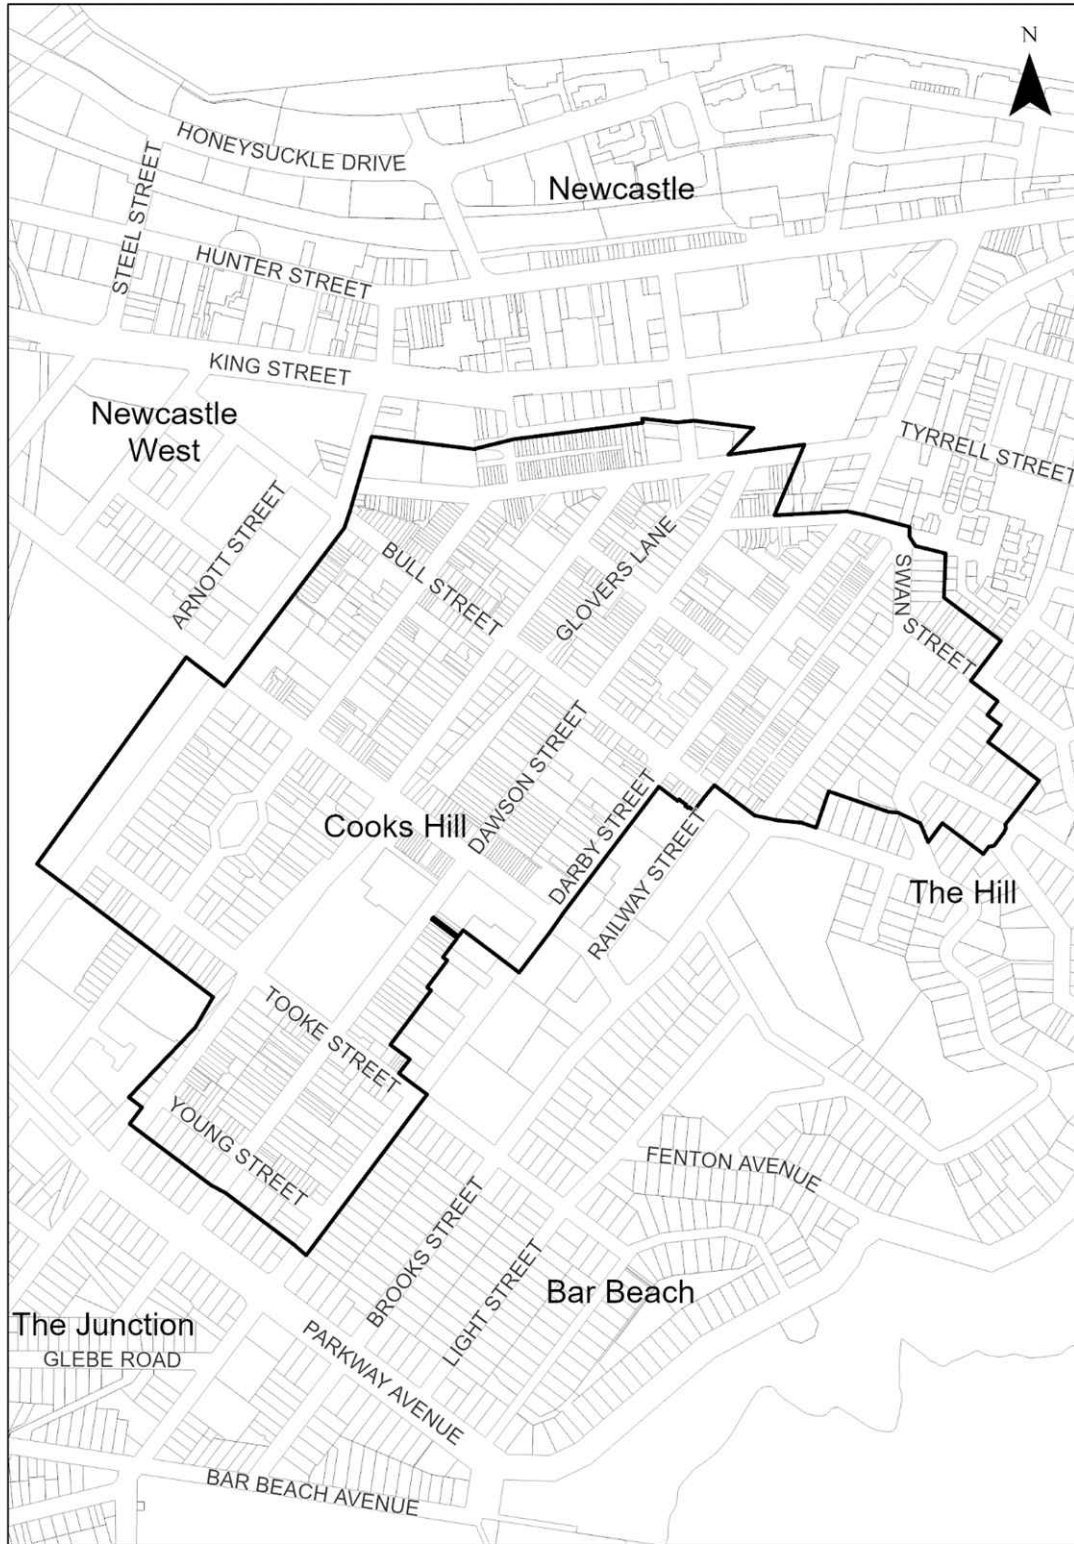 N
HONEYSUCKLE DRIVE
Newcastle
STEEL STREET
HUNTER STREET
KING STREET
Newcastle
West
TYRRELL STREET
ARNOTT STREET
BULL STREET
GLOVERS LANE
SWAN STREET
DAWSON STREET
Cooks Hill
DARBY STREET
RAILWAY STREET
The Hill
TOOKE STREET
YOUNG STREET
FENTON AVENUE
BROOKS STREET
LIGHT STREET
Bar Beach
The Junction
GLEBE ROAD
PARKWAY AVENUE
BAR BEACH AVENUE